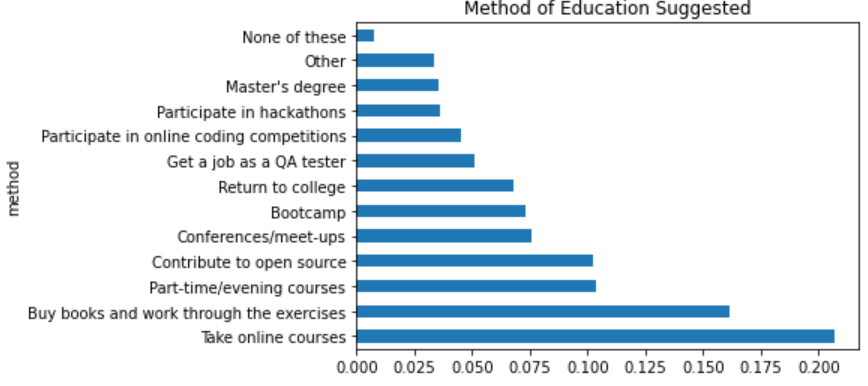 Method of Education Suggested
None of these
Other
Master's degree
Participate in hackathons
Participate in online coding competitions
Get a job as a QA tester
Return to college
Bootcamp
Conferences/meet-ups
Contribute to open source
Part-time/evening courses
Buy books and work through the exercises
Take online courses
method
0.000 0.025 0.050 0.075 0.100 0.125 0.150 0.175 0.200